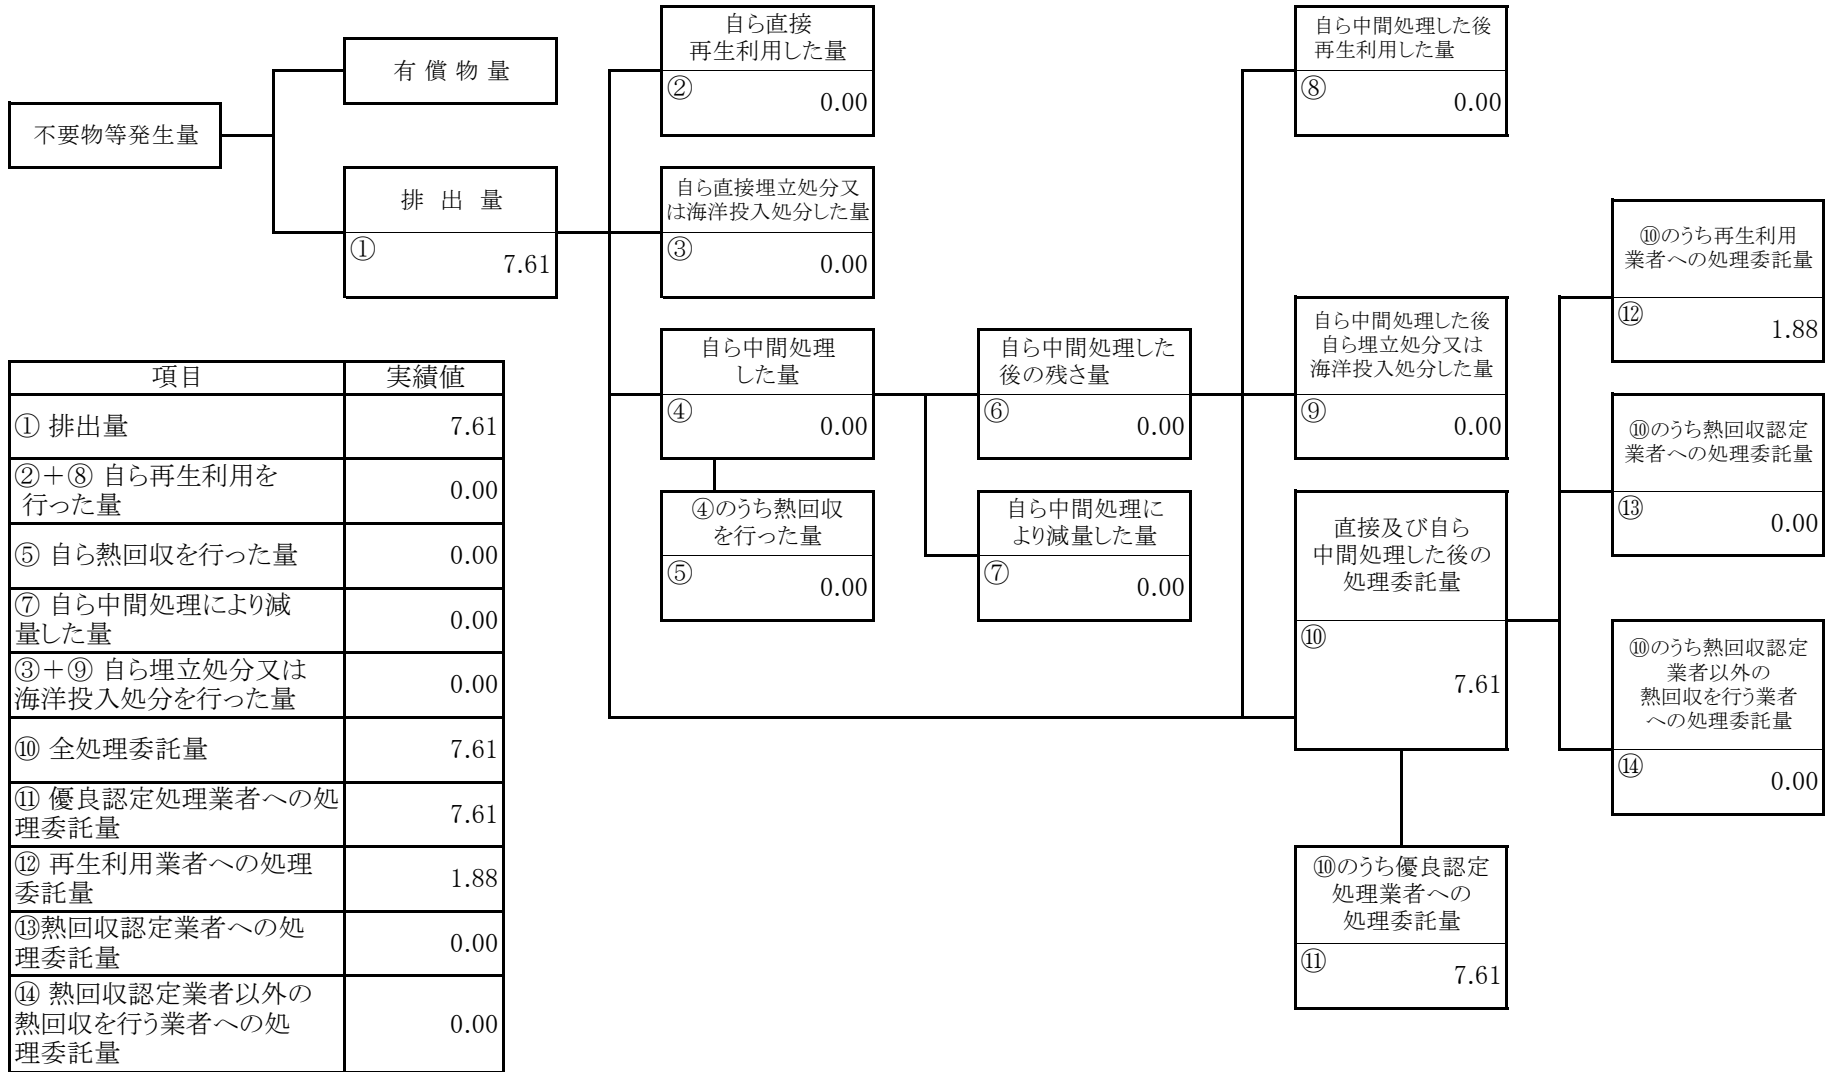 自ら直接
再生利用した量
②
0.00
自ら中間処理した後
再生利用した量
⑧
0.00
有償物量
不要物等発生量
排出量
①
7.61
自ら直接埋立処分又
は海洋投入処分した量
③
0.00
⑩のうち再生利用
業者への処理委託量
⑫
1.88
自ら中間処理
した量
④
0.00
自ら中間処理した
後の残さ量
⑥
0.00
自ら中間処理した後
自ら埋立処分又は
海洋投入処分した量
⑨
0.00
⑩のうち熱回収認定
業者への処理委託量
⑬
0.00
④のうち熱回収
を行った量
⑤
0.00
自ら中間処理に
より減量した量
⑦
0.00
直接及び自ら
中間処理した後の
処理委託量
⑩
7.61
⑩のうち熱回収認定
業者以外の
熱回収を行う業者
への処理委託量
⑭
0.00
⑩のうち優良認定
処理業者への
処理委託量
⑪
7.61
項目 実績値
① 排出量 7.61
②+⑧ 自ら再生利用を
行った量 0.00
⑤ 自ら熱回収を行った量 0.00
⑦ 自ら中間処理により減
量した量 0.00
③+⑨ 自ら埋立処分又は
海洋投入処分を行った量 0.00
⑩ 全処理委託量 7.61
⑪ 優良認定処理業者への処
理委託量 7.61
⑫ 再生利用業者への処理
委託量 1.88
⑬熱回収認定業者への処
理委託量 0.00
⑭ 熱回収認定業者以外の
熱回収を行う業者への処
理委託量 0.00